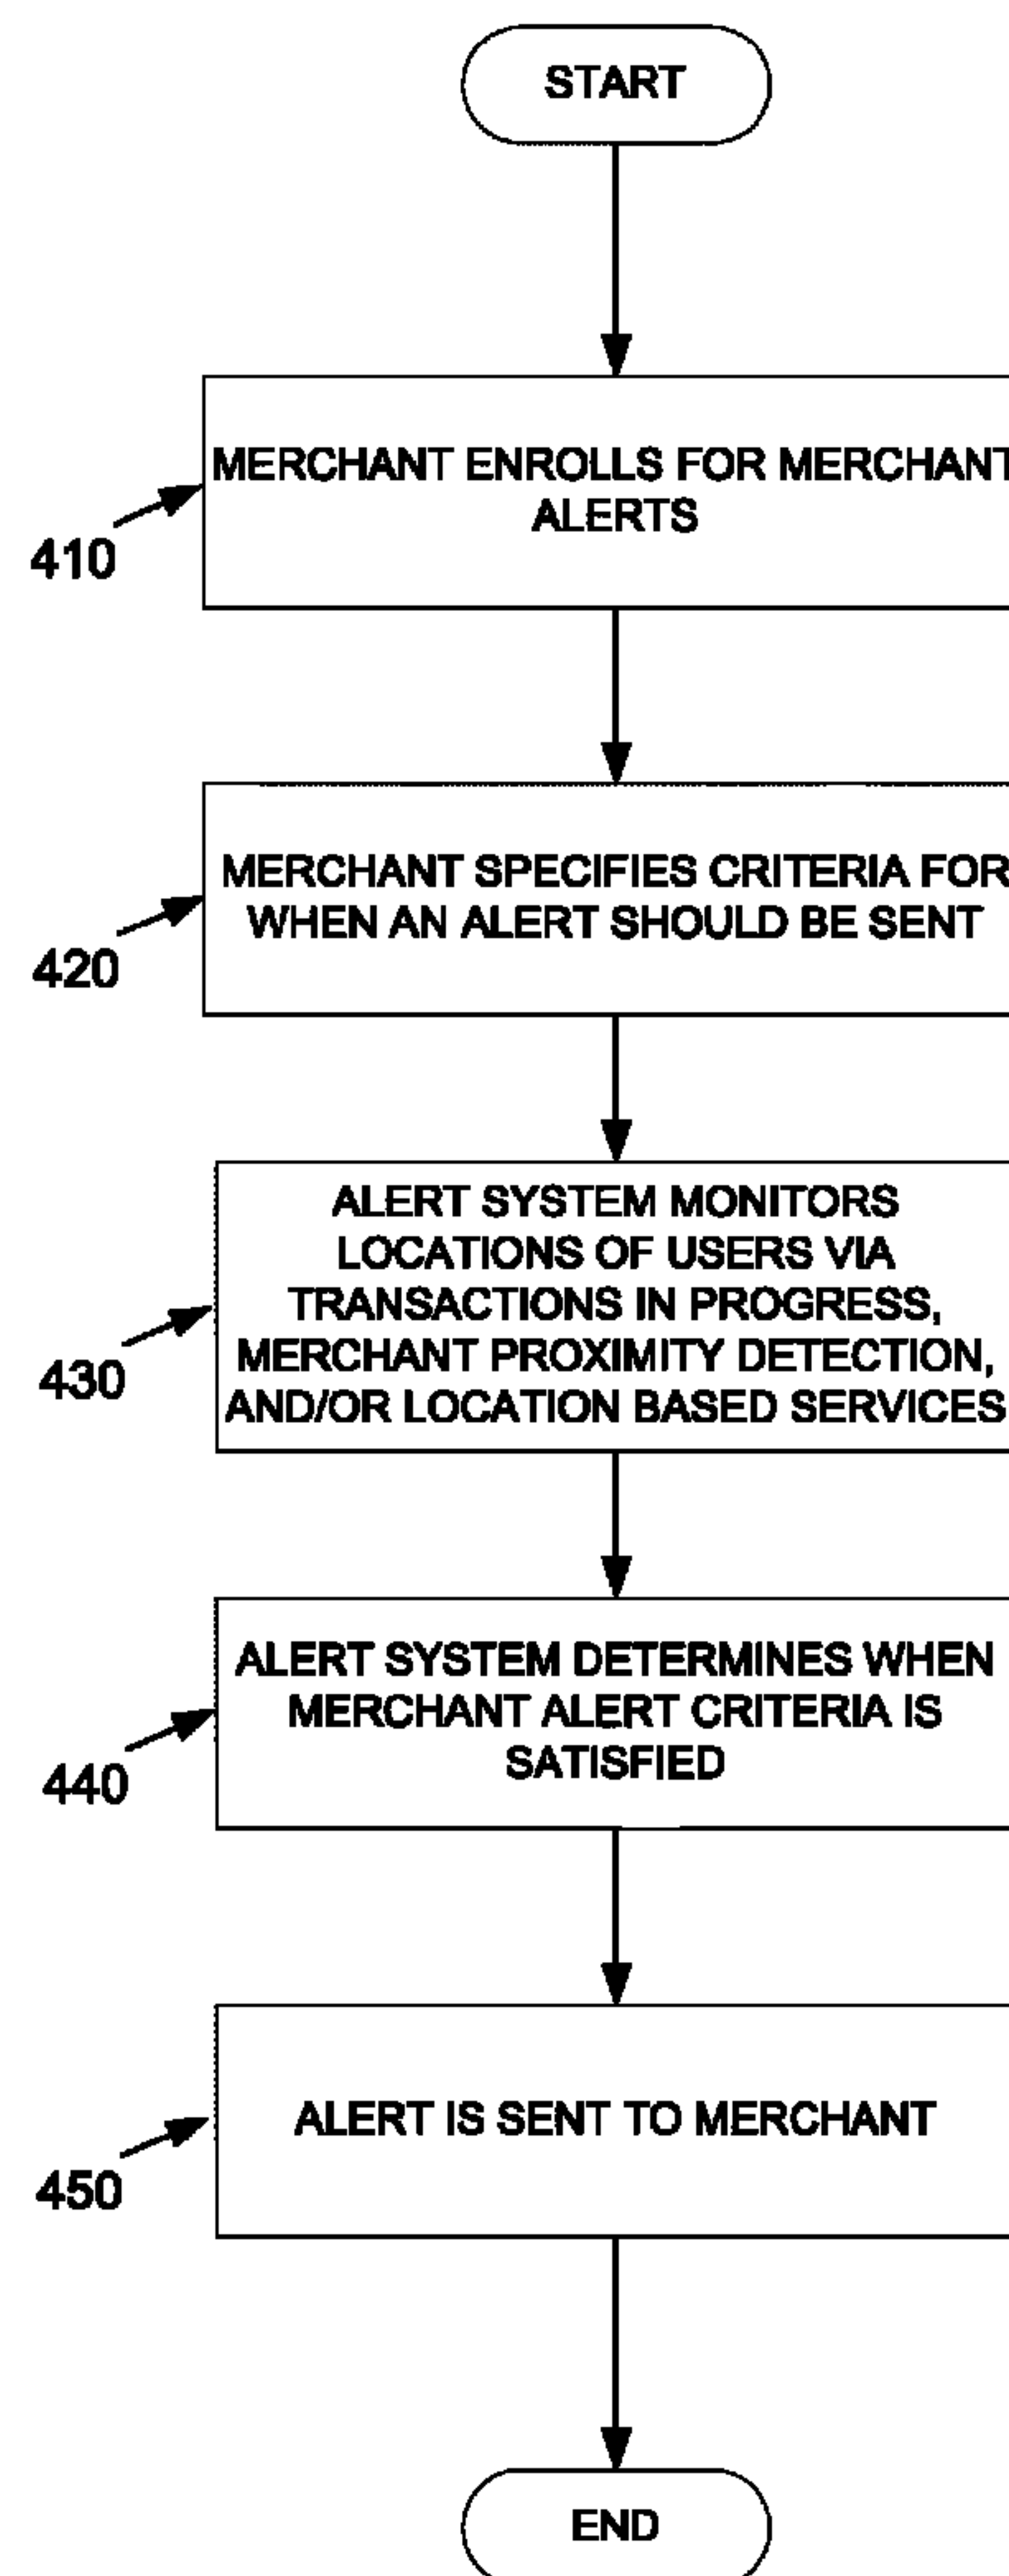 START
MERCHANT ENROLLS FOR MERCHANT
ALERTS
410
MERCHANT SPECIFIES CRITERIA FOR
WHEN AN ALERT SHOULD BE SENT
420
ALERT SYSTEM MONITORS
LOCATIONS OF USERS VIA
TRANSACTIONS IN PROGRESS,
MERCHANT PROXIMITY DETECTION,
AND/OR LOCATION BASED SERVICES
430
ALERT SYSTEM DETERMINES WHEN
MERCHANT ALERT CRITERIA IS
SATISFIED
440
ALERT IS SENT TO MERCHANT
450
END